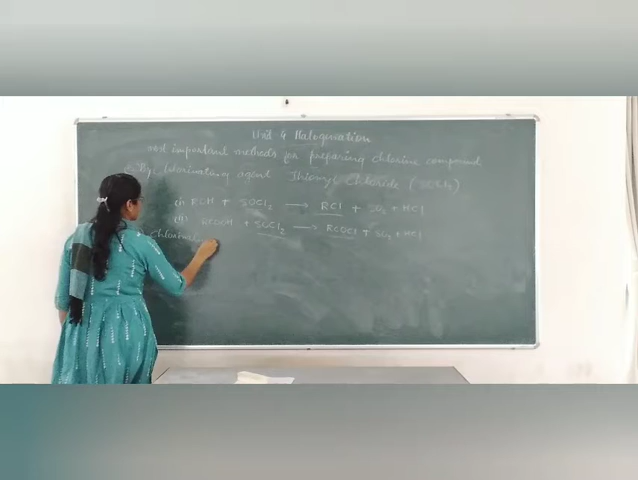 Unit 4 Halogenation
important methods for preparing chlorine compound
By chlorinating agent Thionyl Chloride (SOCl2)
(i) ROH + SOCl2 → RCl + SO2 + HCl
(ii) RCOOH + SOCl2 → RCOCl + SO2 + HCl
Chlorine